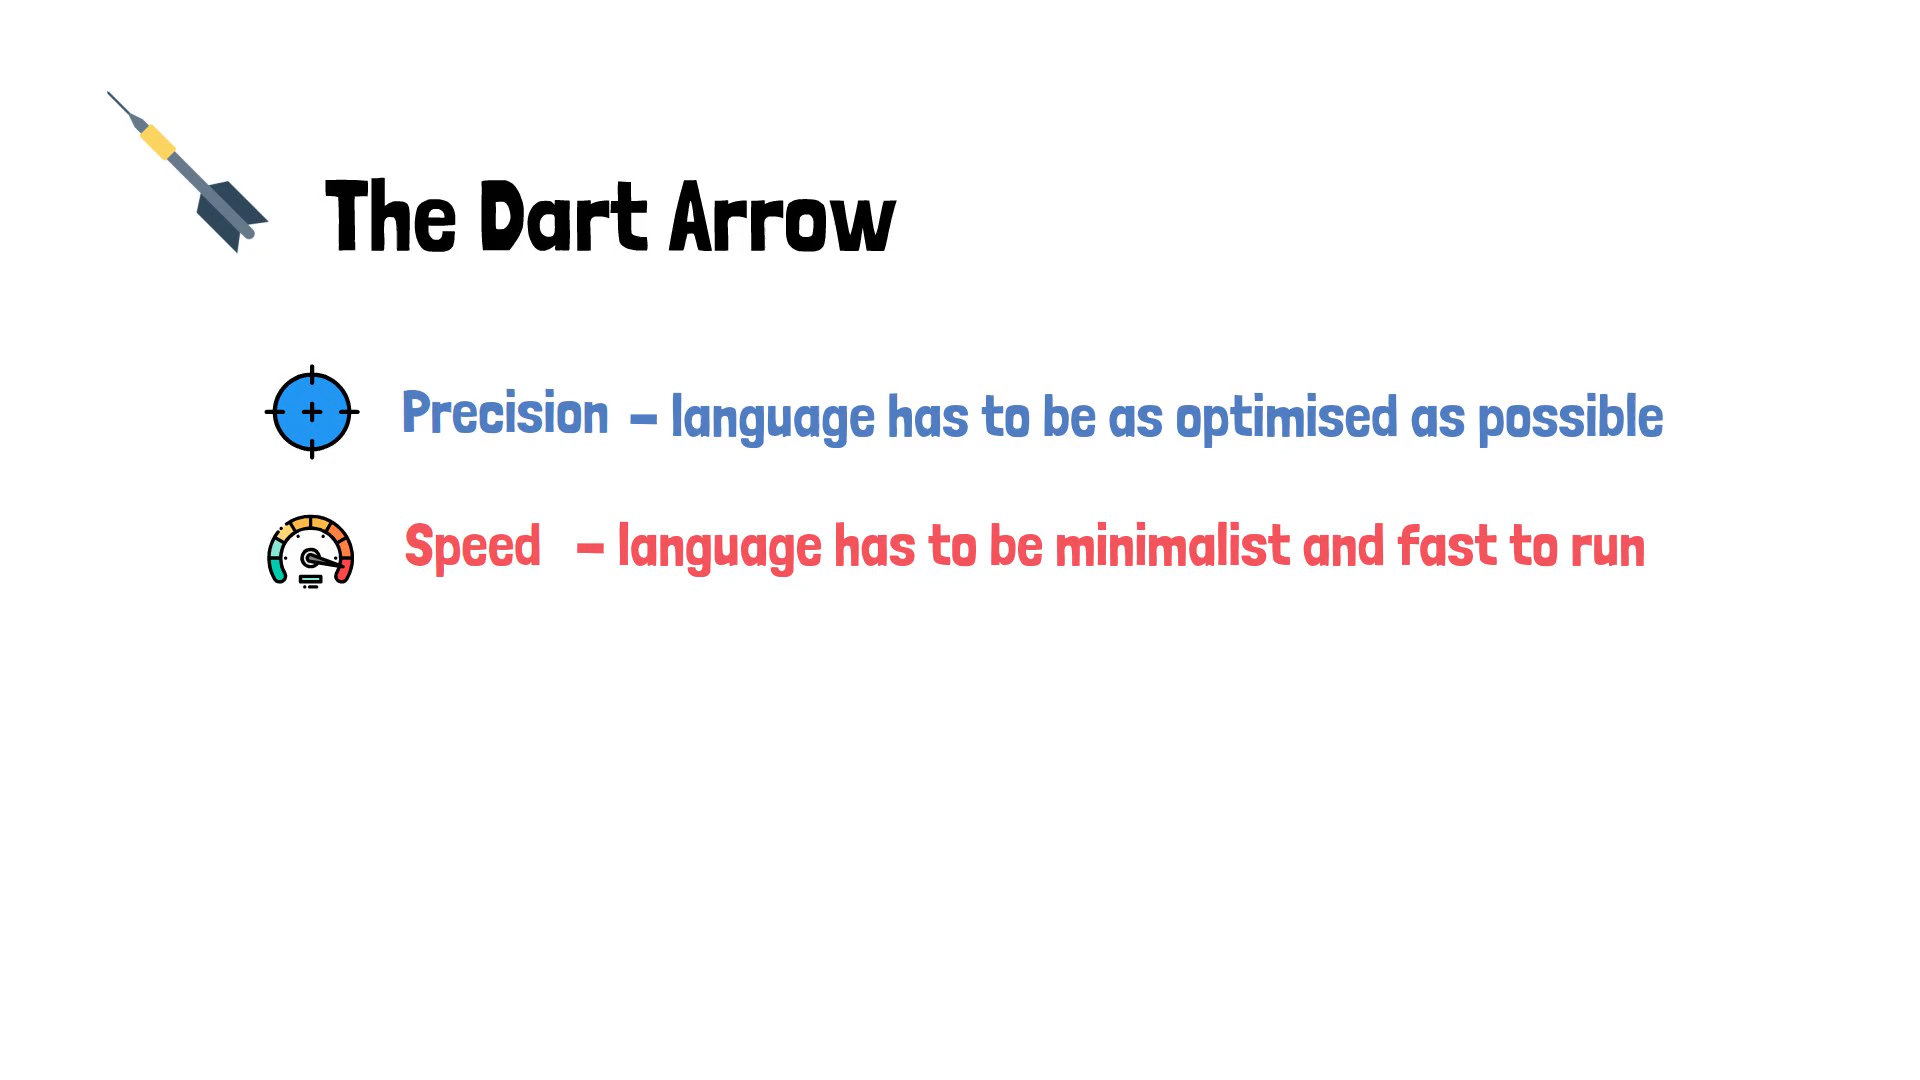 The Dart Arrow
Precision - language has to be as optimised as possible
Speed - language has to be minimalist and fast to run